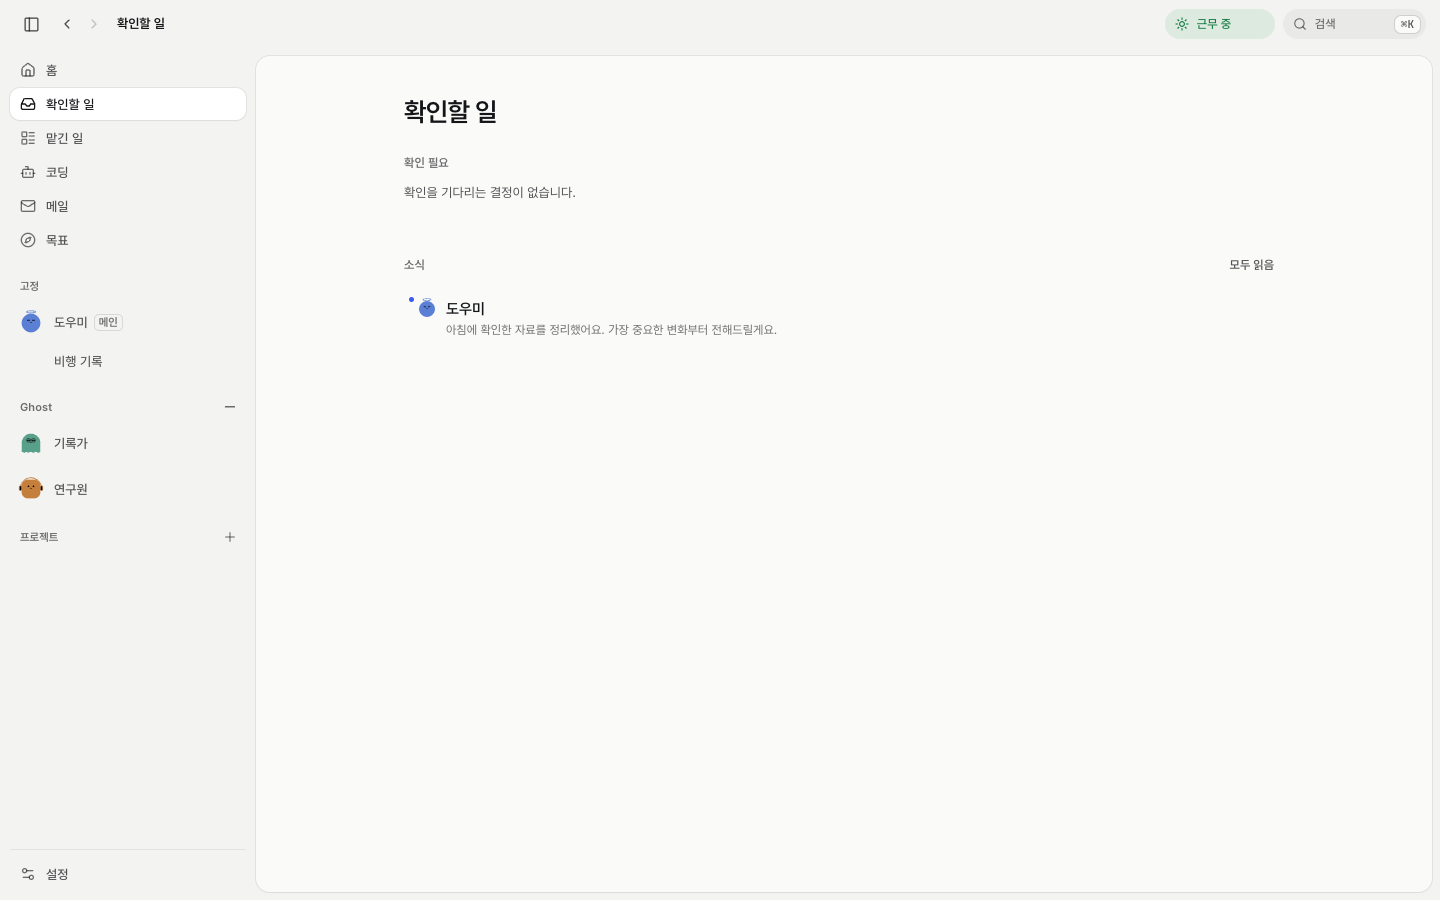 확인할 일
근무 중
검색
⌘K
홈
확인할 일
맡긴 일
코딩
메일
목표
고정
도우미 메인
비행 기록
Ghost
기록가
연구원
프로젝트
설정
확인할 일
확인 필요
확인을 기다리는 결정이 없습니다.
소식
모두 읽음
도우미
아침에 확인한 자료를 정리했어요. 가장 중요한 변화부터 전해드릴게요.